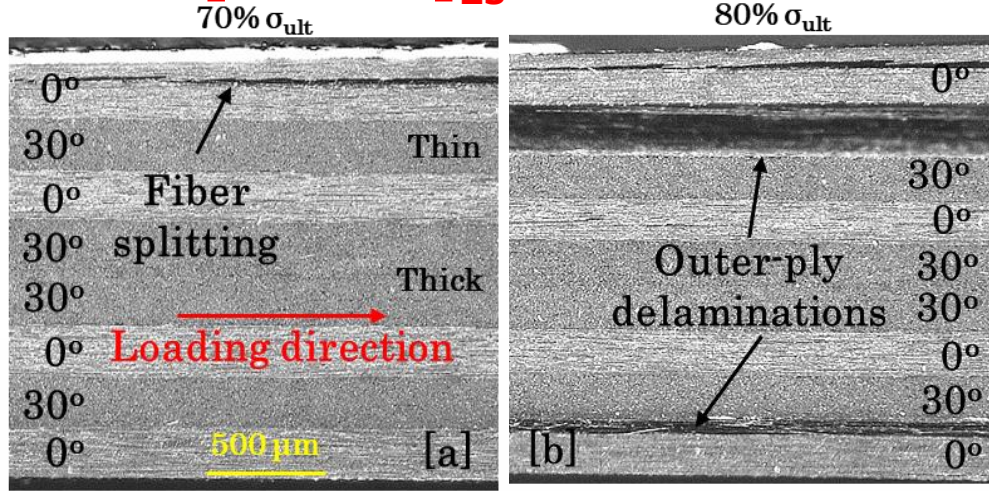 70% σult
80% σult
0°
30°
Thin
0°
Fiber
splitting
30°
Thick
30°
Loading direction
0°
30°
0°
500 μm
[a]
0°
30°
0°
Outer-ply
delaminations
30°
30°
0°
30°
0°
[b]